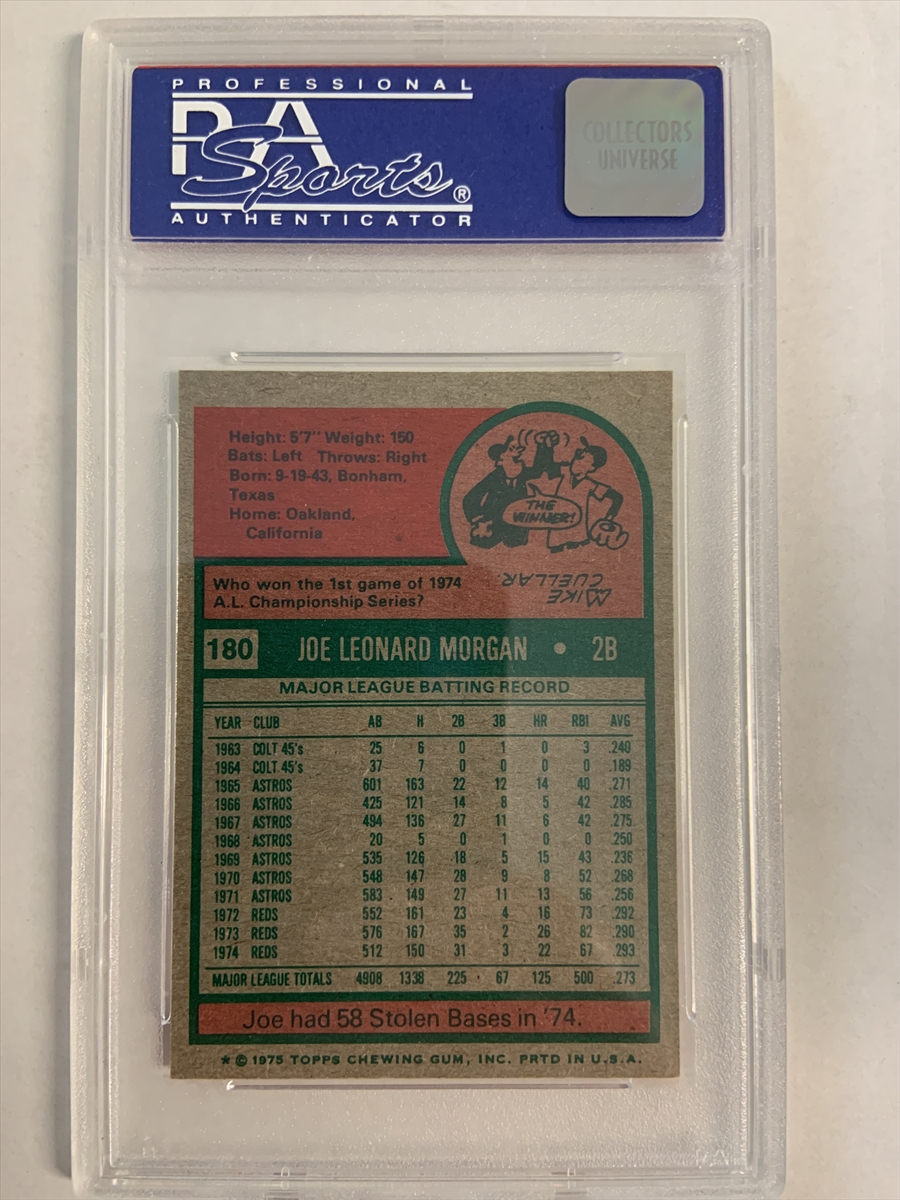 PROFESSIONAL
PSA
Sports®
AUTHENTICATOR
COLLECTORS
UNIVERSE
Height: 5'7" Weight: 150
Bats: Left Throws: Right
Born: 9-19-43, Bonham,
Texas
Home: Oakland,
California
THE
WINNER!
MIKE
CUELLAR.
Who won the 1st game of 1974
A.L. Championship Series?
180 JOE LEONARD MORGAN • 2B
MAJOR LEAGUE BATTING RECORD
YEAR CLUB AB H 2B 3B HR RBI AVG
1963 COLT 45's 25 6 0 1 0 3 .240
1964 COLT 45's 37 7 0 0 0 0 .189
1965 ASTROS 601 163 22 12 14 40 .271
1966 ASTROS 425 121 14 8 5 42 .285
1967 ASTROS 494 136 27 11 6 42 .275
1968 ASTROS 20 5 0 1 0 0 .250
1969 ASTROS 535 126 18 5 15 43 .236
1970 ASTROS 548 147 28 9 8 52 .268
1971 ASTROS 583 149 27 11 13 56 .256
1972 REDS 552 161 23 4 16 73 .292
1973 REDS 576 167 35 2 26 82 .290
1974 REDS 512 150 31 3 22 67 .293
MAJOR LEAGUE TOTALS 4908 1338 225 67 125 500 .273
Joe had 58 Stolen Bases in '74.
* © 1975 TOPPS CHEWING GUM, INC. PRTD IN U.S.A.